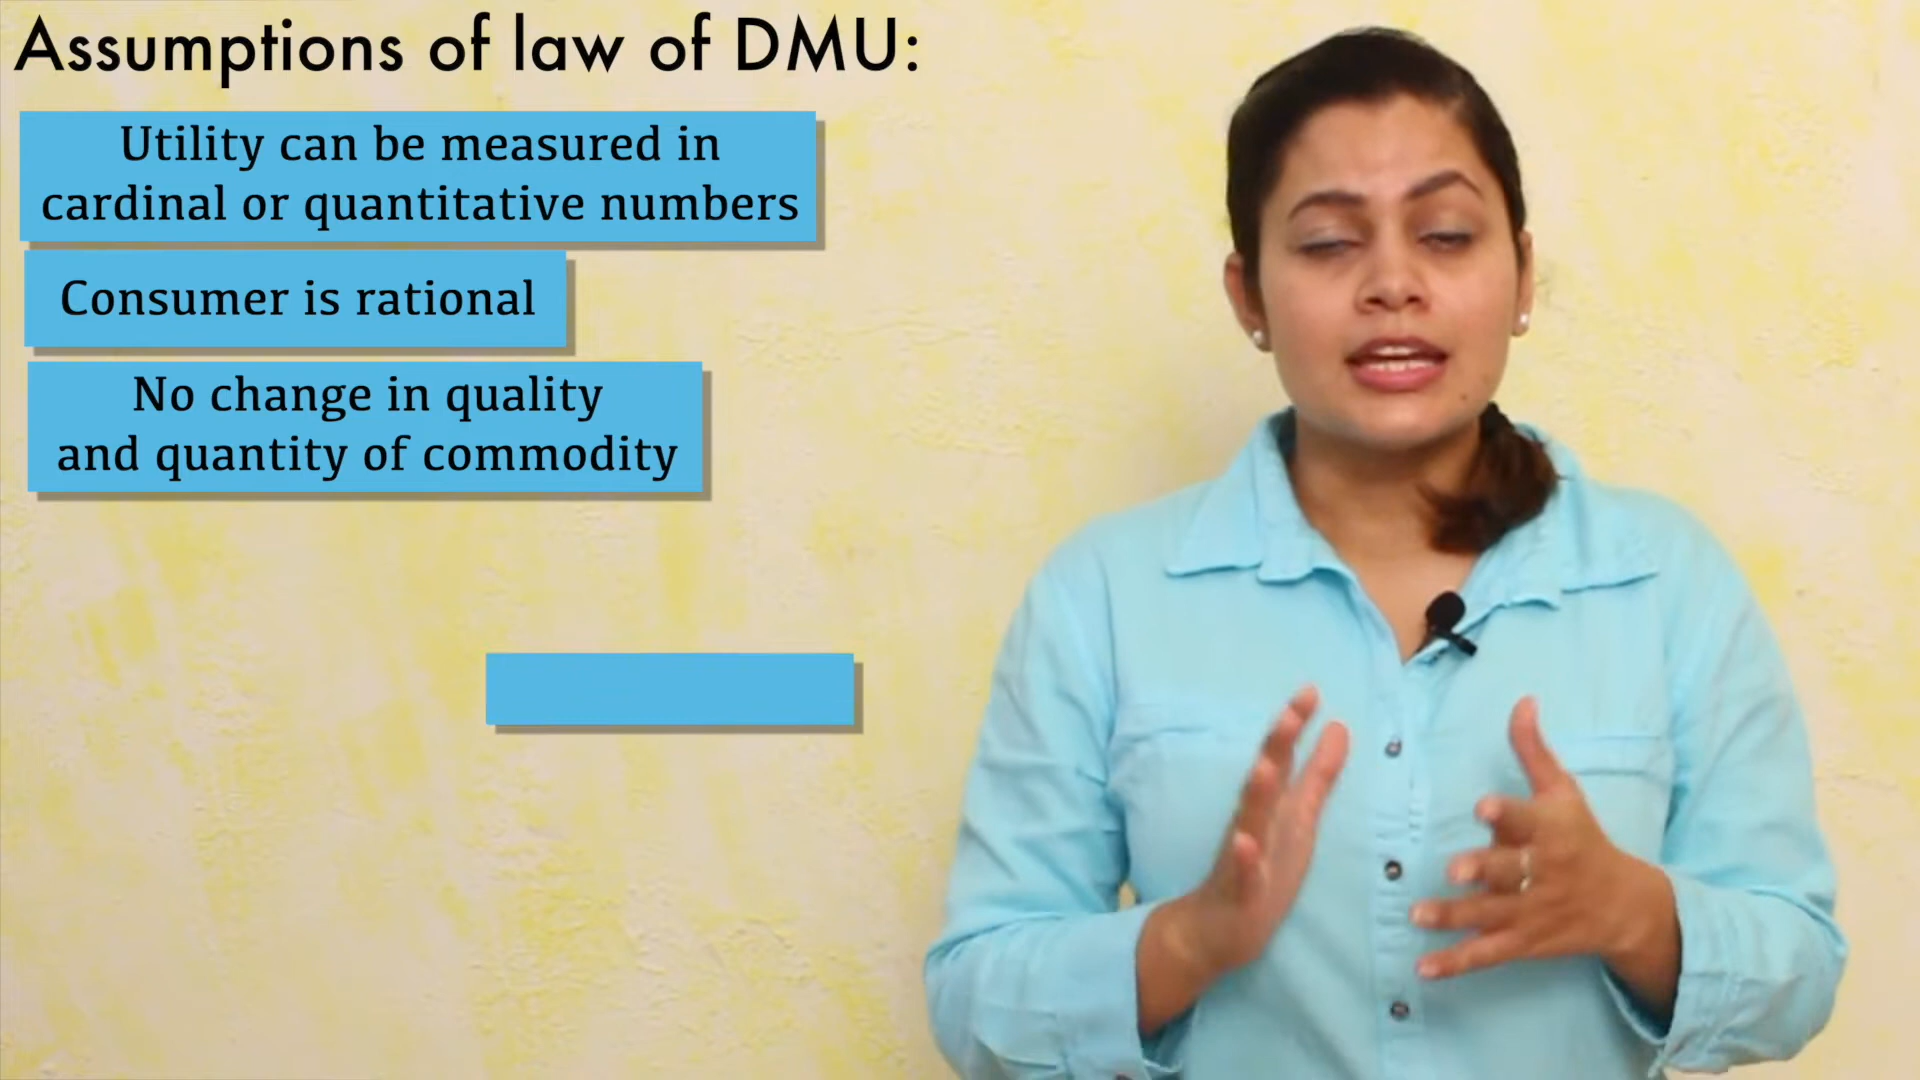 Assumptions of law of DMU:
Utility can be measured in
cardinal or quantitative numbers
Consumer is rational
No change in quality
and quantity of commodity